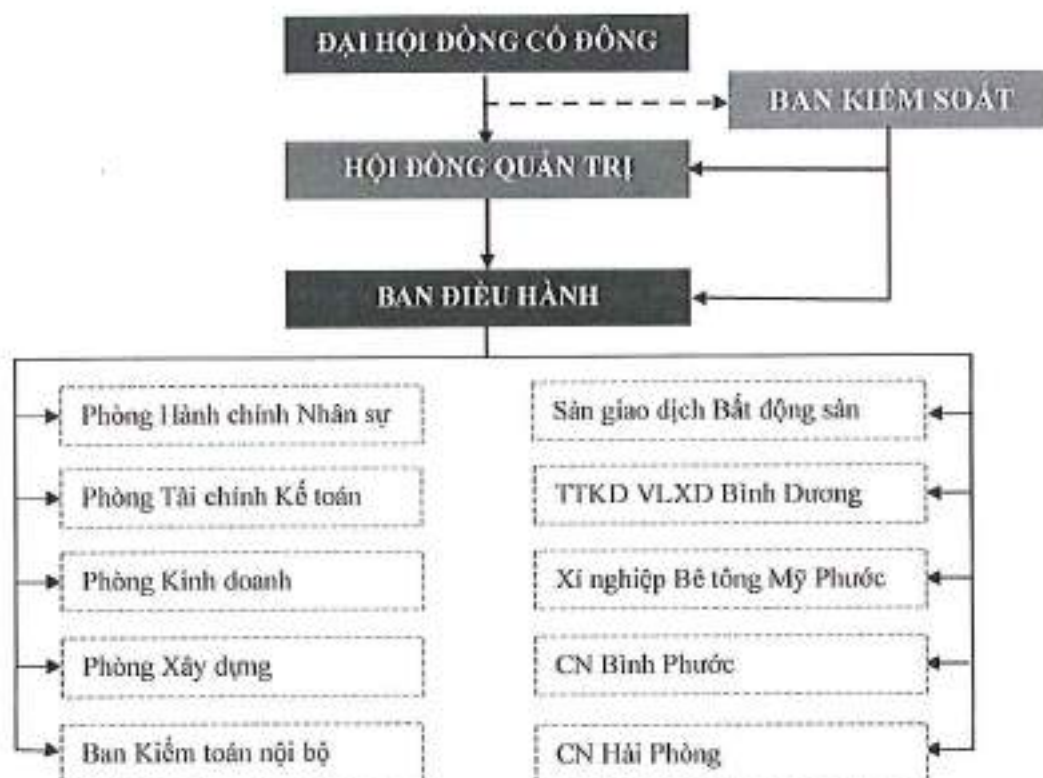 ĐẠI HỘI ĐỒNG CỔ ĐÔNG
BAN KIỂM SOÁT
HỘI ĐỒNG QUẢN TRỊ
BAN ĐIỀU HÀNH
Phòng Hành chính Nhân sự
Phòng Tài chính Kế toán
Phòng Kinh doanh
Phòng Xây dựng
Ban Kiểm toán nội bộ
Sàn giao dịch Bất động sản
TTKD VLXD Bình Dương
Xí nghiệp Bê tông Mỹ Phước
CN Bình Phước
CN Hải Phòng